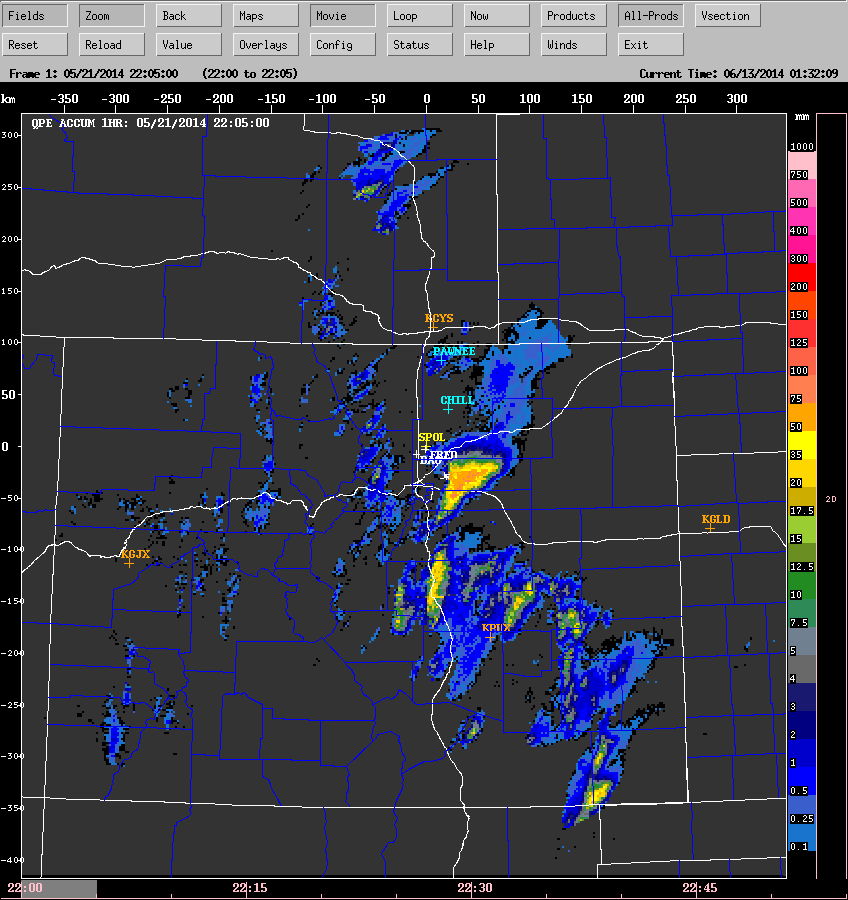 Fields Zoom Back Maps Movie Loop Now Products All-Prods Vsection
Reset Reload Value Overlays Config Status Help Winds Exit
Frame 1: 05/21/2014 22:05:00 (22:00 to 22:05) Current Time: 06/13/2014 01:32:09
km -350 -300 -250 -200 -150 -100 -50 0 50 100 150 200 250 300 mm
QPE ACCUM 1HR: 05/21/2014 22:05:00
300
250
200
150
100
50
0
-50
-100
-150
-200
-250
-300
-350
-400
KCYS
PAWNEE
CHILL
SPOL
FRED
KGLD
KGJX
KPUX
1000
750
500
400
300
200
150
125
100
75
50
35
20
17.5
15
12.5
10
7.5
5
4
3
2
1
0.5
0.25
0.1
2D
22:00 22:15 22:30 22:45